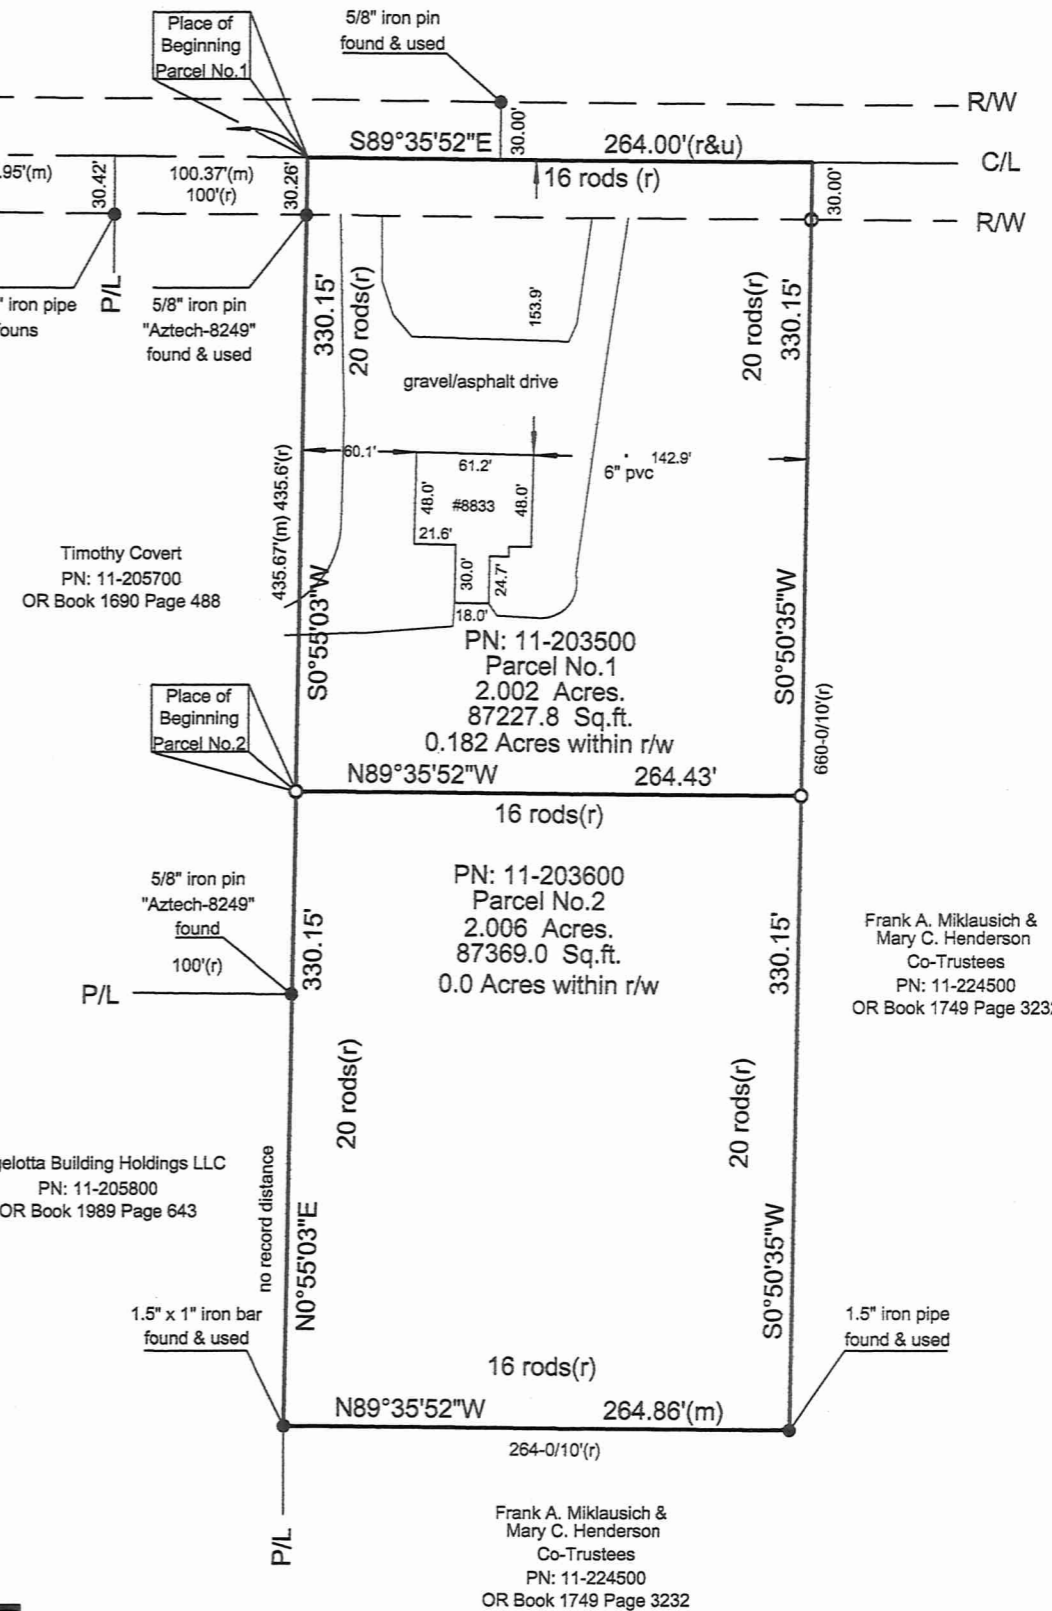 Place of
Beginning
Parcel No.1
5/8" iron pin
found & used
R/W
S89°35'52"E
30.00'
264.00'(r&u)
C/L
.95'(m)
30.42'
100.37'(m)
100'(r)
30.26'
16 rods (r)
30.00'
R/W
" iron pipe
ouns
P/L
5/8" iron pin
"Aztech-8249"
found & used
330.15'
20 rods(r)
153.9'
20 rods(r)
330.15'
gravel/asphalt drive
435.67'(m) 435.6'(r)
60.1'
61.2'
6" pvc
142.9'
48.0'
#8833
48.0'
21.6'
30.0'
24.7'
18.0'
Timothy Covert
PN: 11-205700
OR Book 1690 Page 488
S0°55'03"W
S0°50'35"W
PN: 11-203500
Parcel No.1
2.002 Acres.
87227.8 Sq.ft.
0.182 Acres within r/w
660-0/10'(r)
Place of
Beginning
Parcel No.2
N89°35'52"W
264.43'
16 rods(r)
5/8" iron pin
"Aztech-8249"
found
100'(r)
P/L
330.15'
PN: 11-203600
Parcel No.2
2.006 Acres.
87369.0 Sq.ft.
0.0 Acres within r/w
330.15'
Frank A. Miklausich &
Mary C. Henderson
Co-Trustees
PN: 11-224500
OR Book 1749 Page 3232
20 rods(r)
20 rods(r)
gelotta Building Holdings LLC
PN: 11-205800
OR Book 1989 Page 643
no record distance
N0°55'03"E
S0°50'35"W
1.5" x 1" iron bar
found & used
1.5" iron pipe
found & used
16 rods(r)
N89°35'52"W
264.86'(m)
264-0/10'(r)
P/L
Frank A. Miklausich &
Mary C. Henderson
Co-Trustees
PN: 11-224500
OR Book 1749 Page 3232